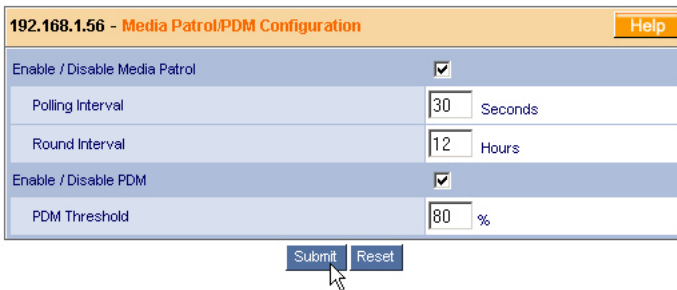 192.168.1.56 - Media Patrol/PDM Configuration Help
Enable / Disable Media Patrol
Polling Interval 30 Seconds
Round Interval 12 Hours
Enable / Disable PDM
PDM Threshold 80 %
Submit Reset